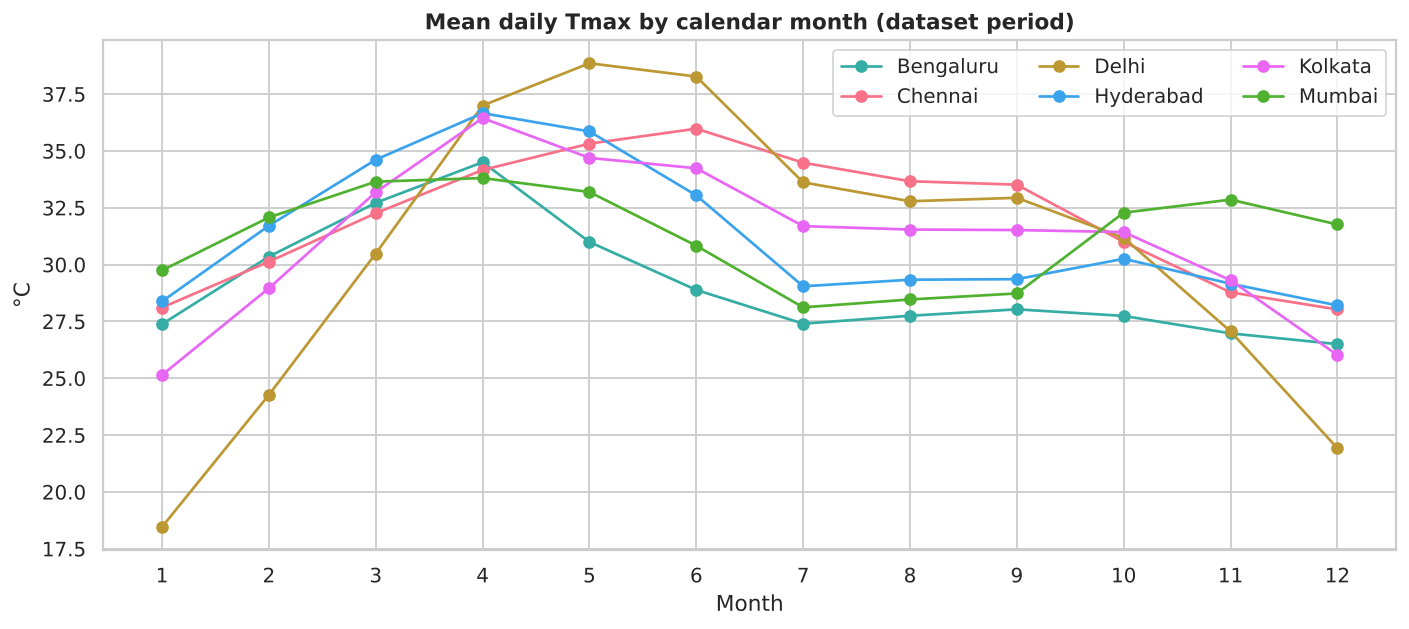 Mean daily Tmax by calendar month (dataset period)
Bengaluru Delhi Kolkata
Chennai Hyderabad Mumbai
37.5
35.0
32.5
30.0
27.5
25.0
22.5
20.0
17.5
°C
1 2 3 4 5 6 7 8 9 10 11 12
Month